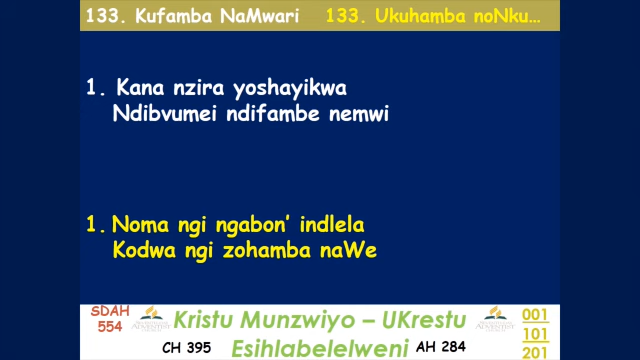 133. Kufamba NaMwari 133. Ukuhamba noNku…
1. Kana nzira yoshayikwa
Ndibvumei ndifambe nemwi
1. Noma ngi ngabon’ indlela
Kodwa ngi zohamba naWe
SDAH
554
Kristu Munzwiyo – UKrestu
Esihlabelelweni
CH 395
AH 284
001
101
201